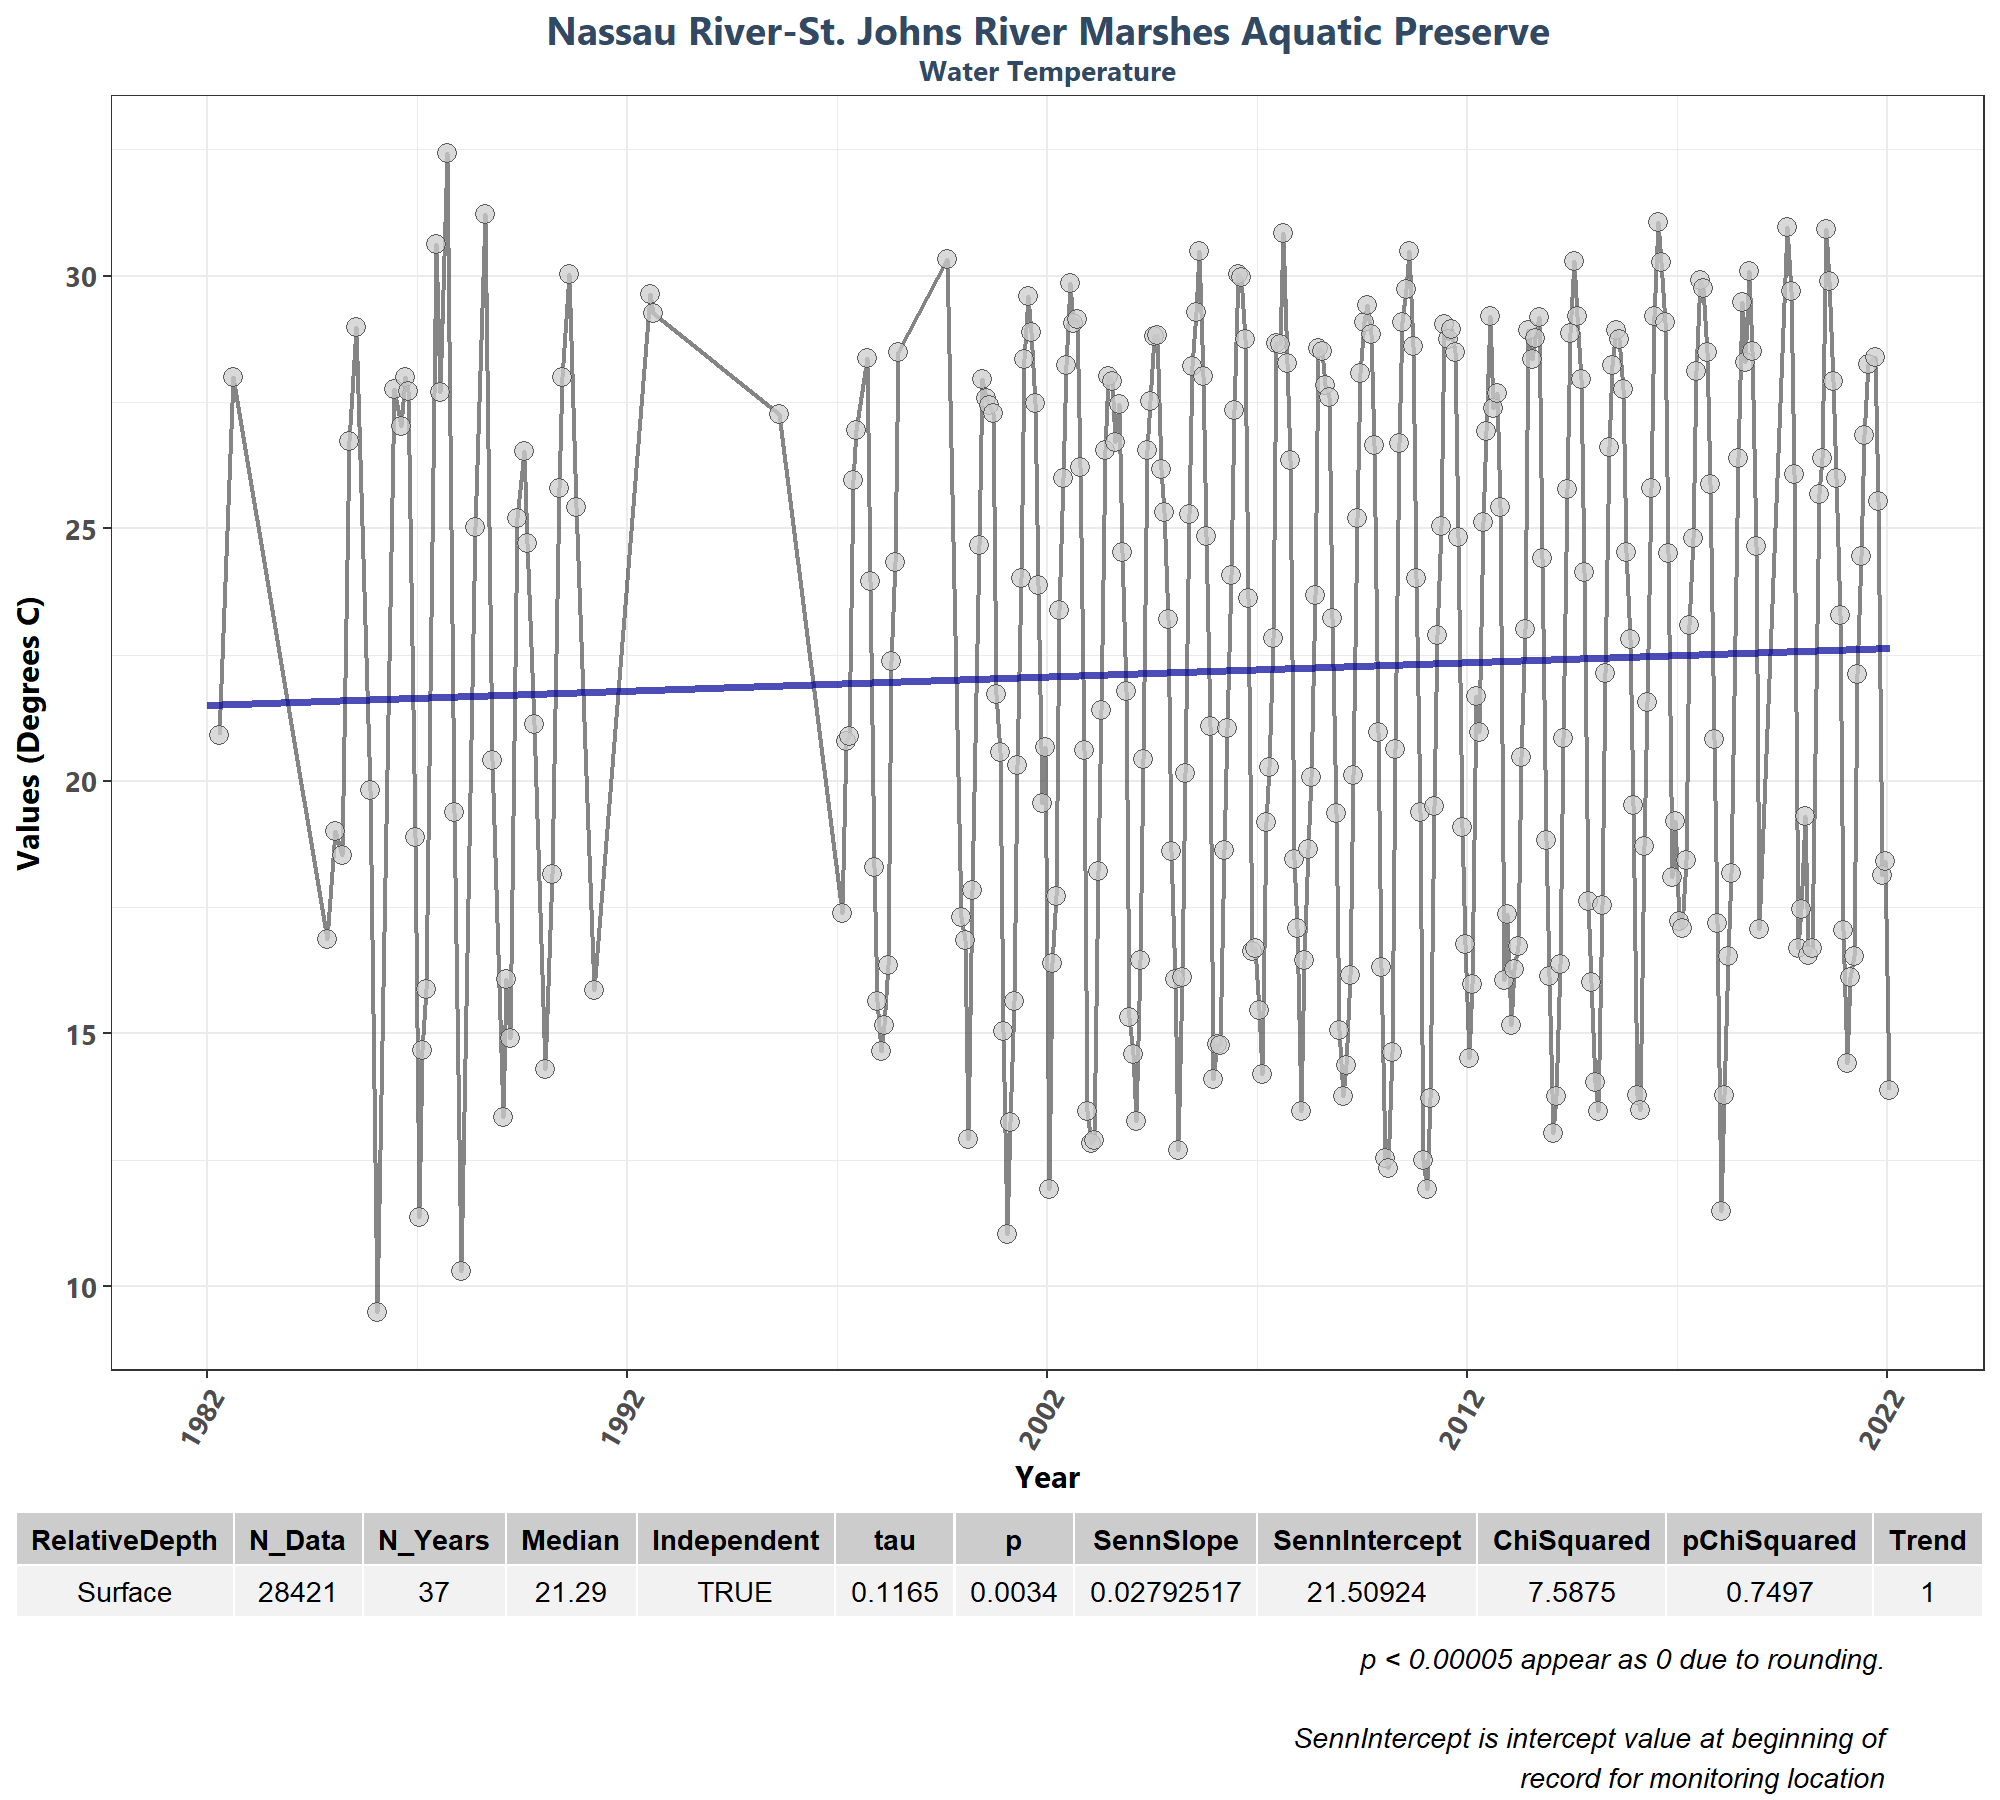 Nassau River-St. Johns River Marshes Aquatic Preserve
Water Temperature
Values (Degrees C)
30
25
20
15
10
1982 1992 2002 2012 2022
Year
RelativeDepth N_Data N_Years Median Independent tau p SennSlope SennIntercept ChiSquared pChiSquared Trend
Surface 28421 37 21.29 TRUE 0.1165 0.0034 0.02792517 21.50924 7.5875 0.7497 1
p < 0.00005 appear as 0 due to rounding.
SennIntercept is intercept value at beginning of
record for monitoring location